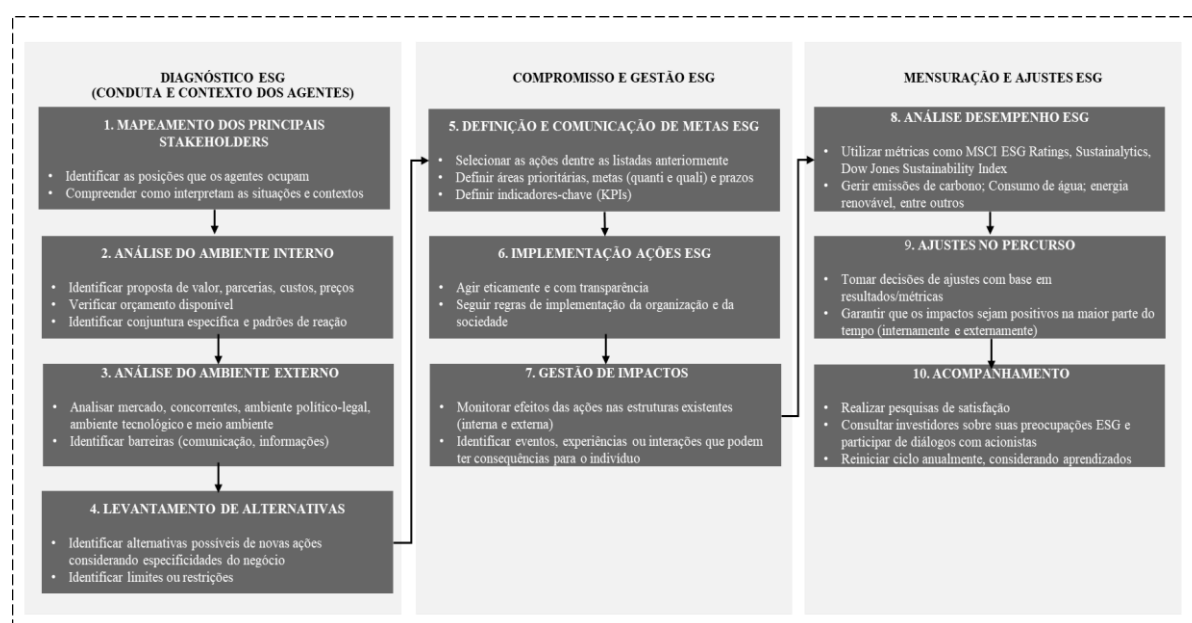 DIAGNÓSTICO ESG
(CONDUTA E CONTEXTO DOS AGENTES)
1. MAPEAMENTO DOS PRINCIPAIS
STAKEHOLDERS
• Identificar as posições que os agentes ocupam
• Compreender como interpretam as situações e contextos
2. ANÁLISE DO AMBIENTE INTERNO
• Identificar proposta de valor, parcerias, custos, preços
• Verificar orçamento disponível
• Identificar conjuntura específica e padrões de reação
3. ANÁLISE DO AMBIENTE EXTERNO
• Analisar mercado, concorrentes, ambiente político-legal,
ambiente tecnológico e meio ambiente
• Identificar barreiras (comunicação, informações)
4. LEVANTAMENTO DE ALTERNATIVAS
• Identificar alternativas possíveis de novas ações
considerando especificidades do negócio
• Identificar limites ou restrições
COMPROMISSO E GESTÃO ESG
5. DEFINIÇÃO E COMUNICAÇÃO DE METAS ESG
• Selecionar as ações dentre as listadas anteriormente
• Definir áreas prioritárias, metas (quanti e quali) e prazos
• Definir indicadores-chave (KPIs)
6. IMPLEMENTAÇÃO AÇÕES ESG
• Agir eticamente e com transparência
• Seguir regras de implementação da organização e da
sociedade
7. GESTÃO DE IMPACTOS
• Monitorar efeitos das ações nas estruturas existentes
(interna e externa)
• Identificar eventos, experiências ou interações que podem
ter consequências para o indivíduo
MENSURAÇÃO E AJUSTES ESG
8. ANÁLISE DESEMPENHO ESG
• Utilizar métricas como MSCI ESG Ratings, Sustainalytics,
Dow Jones Sustainability Index
• Gerir emissões de carbono; Consumo de água; energia
renovável, entre outros
9. AJUSTES NO PERCURSO
• Tomar decisões de ajustes com base em
resultados/métricas
• Garantir que os impactos sejam positivos na maior parte do
tempo (internamente e externamente)
10. ACOMPANHAMENTO
• Realizar pesquisas de satisfação
• Consultar investidores sobre suas preocupações ESG e
participar de diálogos com acionistas
• Reiniciar ciclo anualmente, considerando aprendizados